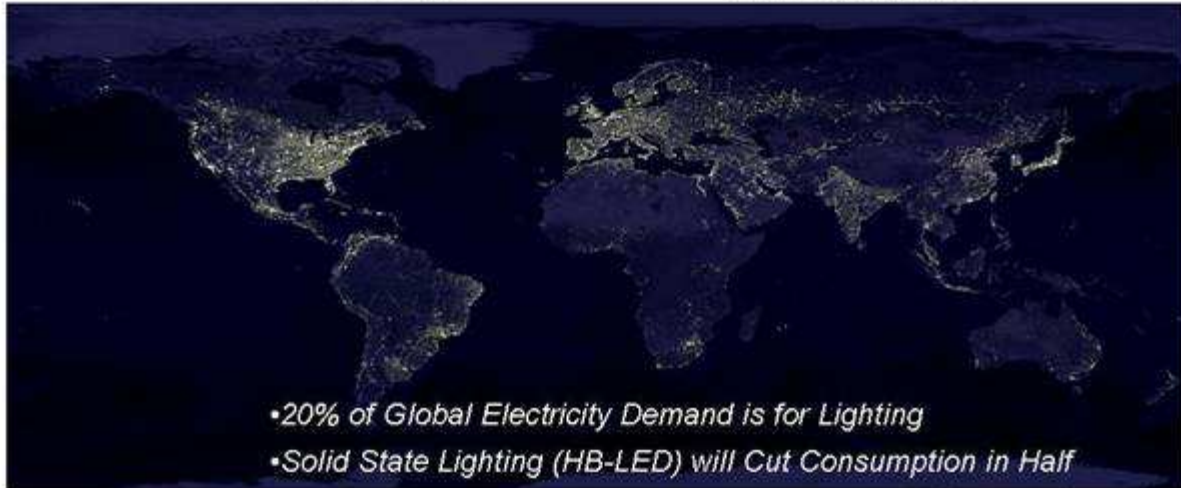 •20% of Global Electricity Demand is for Lighting
•Solid State Lighting (HB-LED) will Cut Consumption in Half